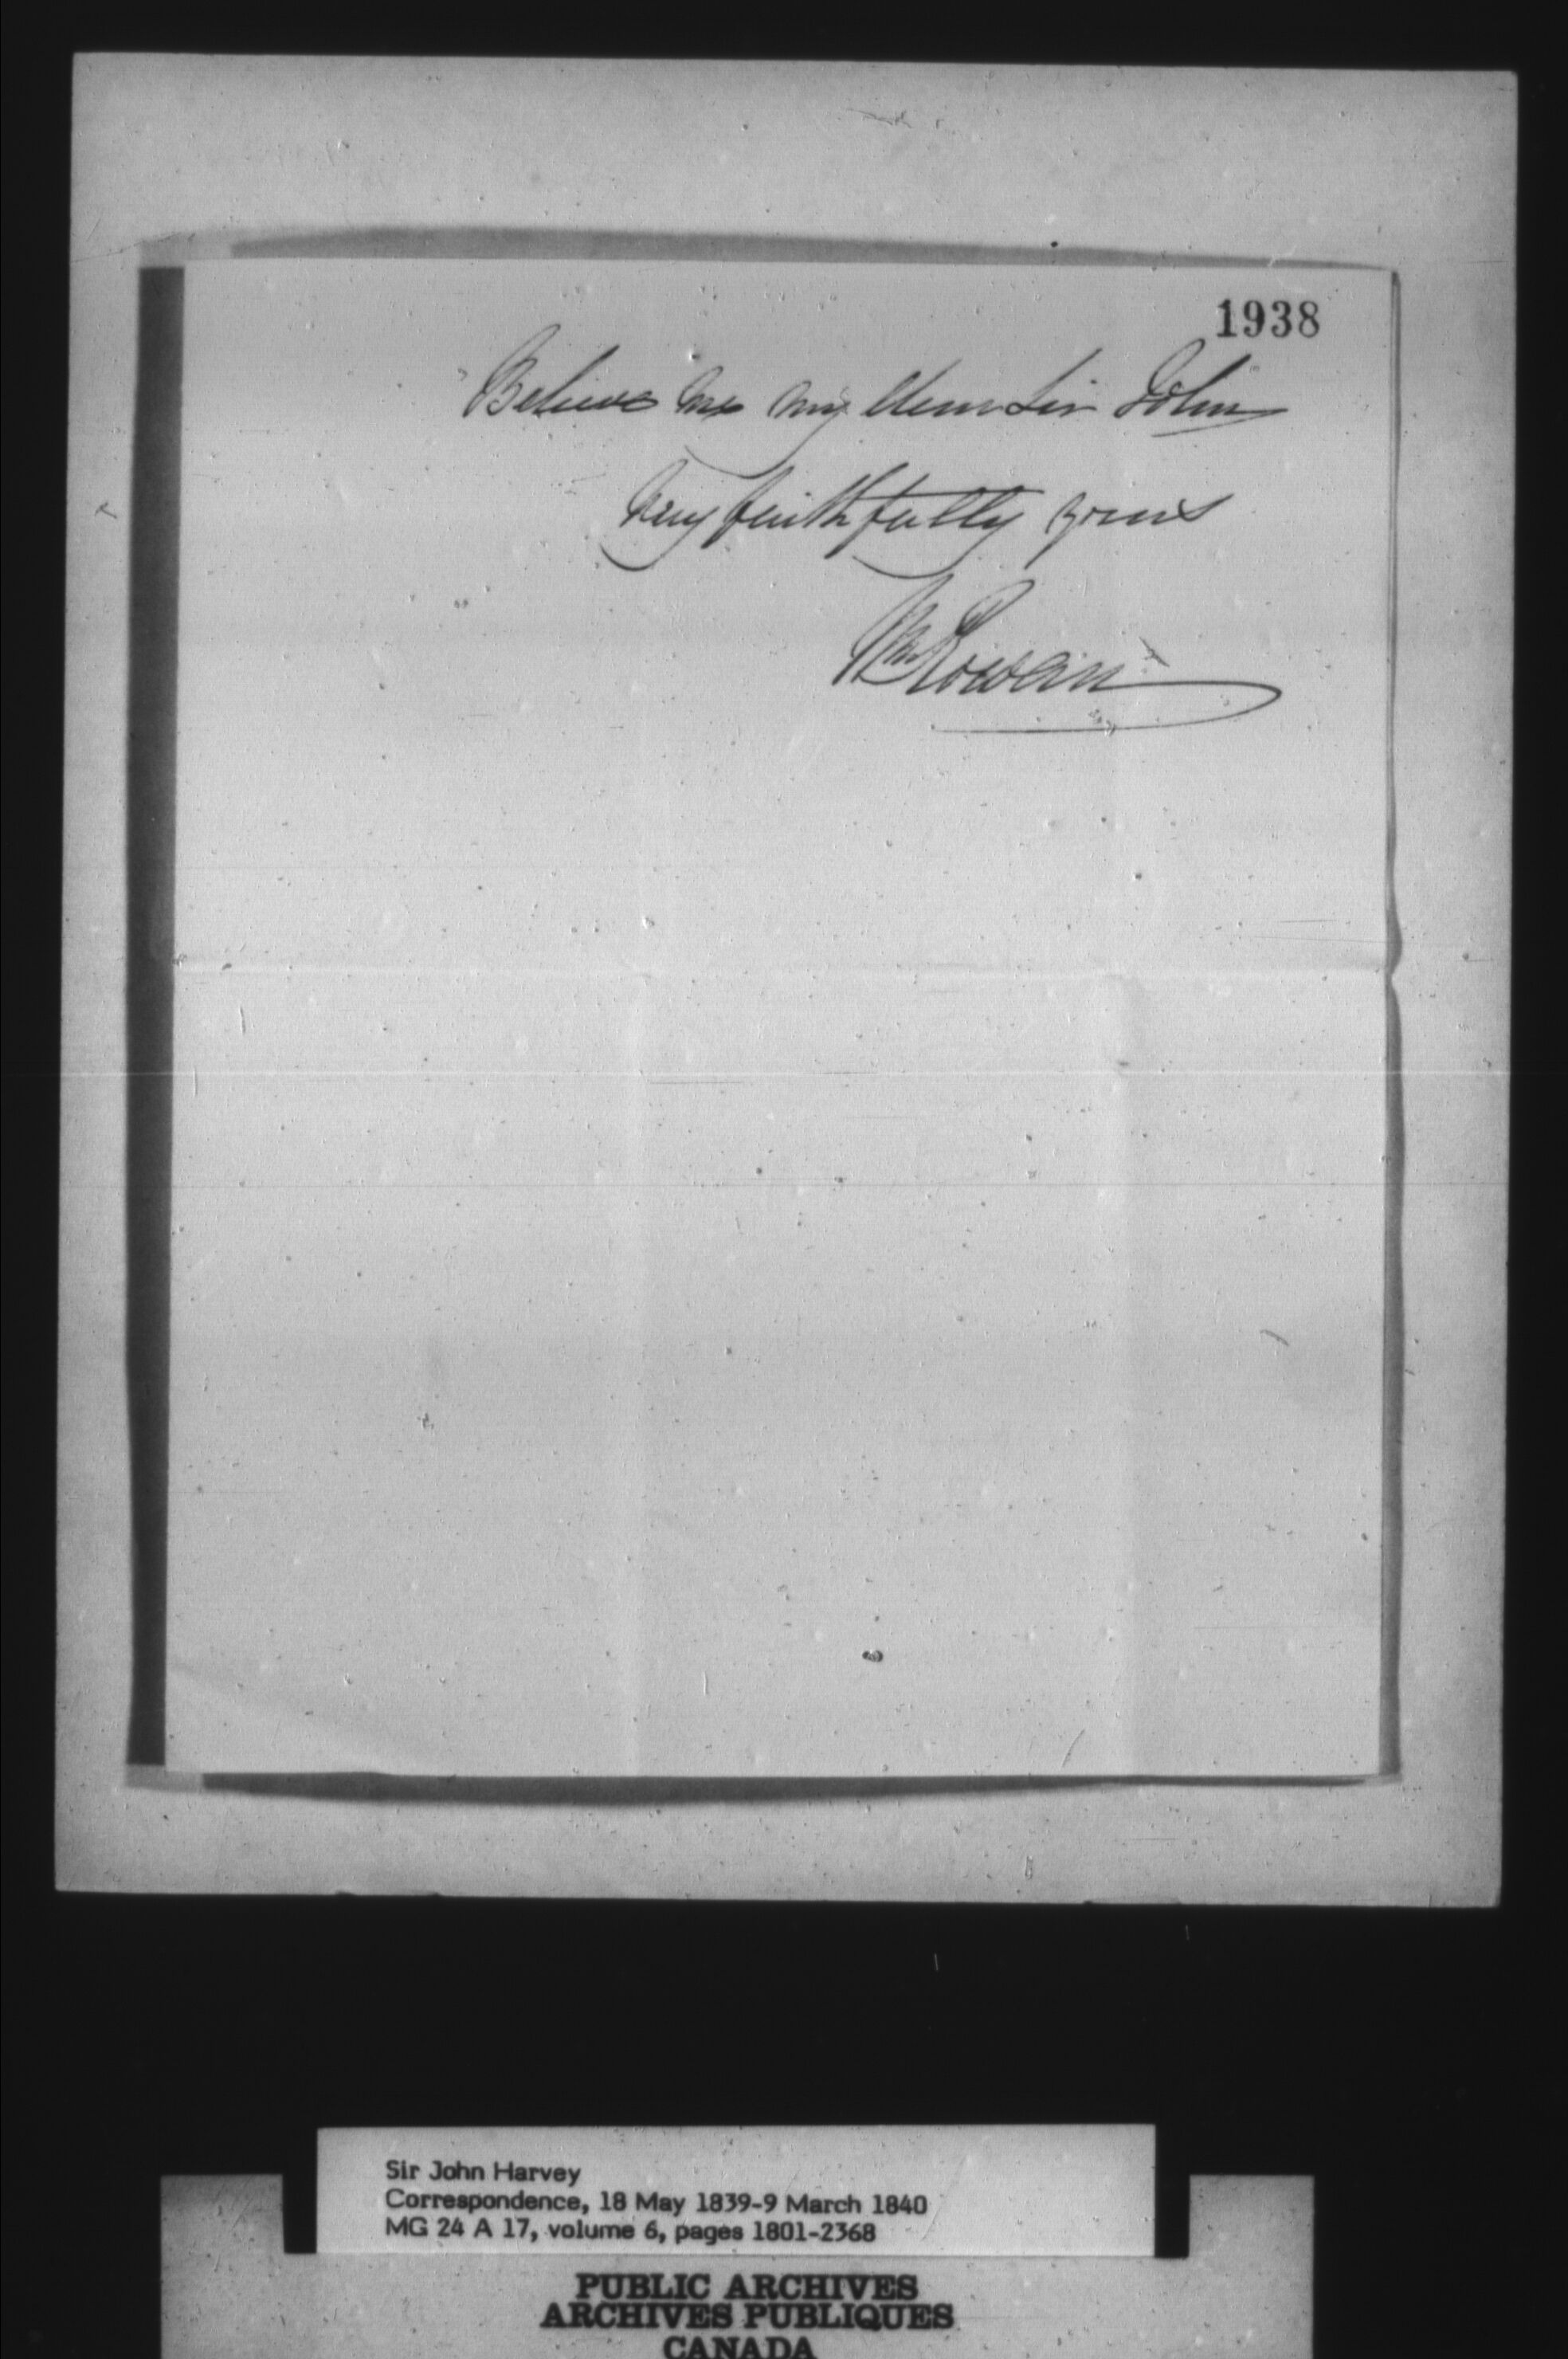 1938
Believe me my dear Sir John
Very faithfully yours
Wm Rowan
Sir John Harvey
Correspondence, 18 May 1839-9 March 1840
MG 24 A 17, volume 6, pages 1801-2368
PUBLIC ARCHIVES
ARCHIVES PUBLIQUES
CANADA